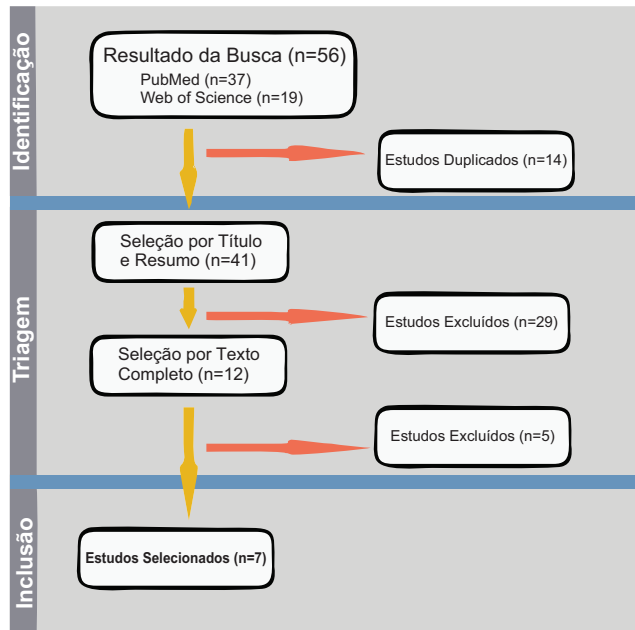 Identificação
Resultado da Busca (n=56)
PubMed (n=37)
Web of Science (n=19)
Estudos Duplicados (n=14)
Triagem
Seleção por Título
e Resumo (n=41)
Estudos Excluídos (n=29)
Seleção por Texto
Completo (n=12)
Estudos Excluídos (n=5)
Inclusão
Estudos Selecionados (n=7)